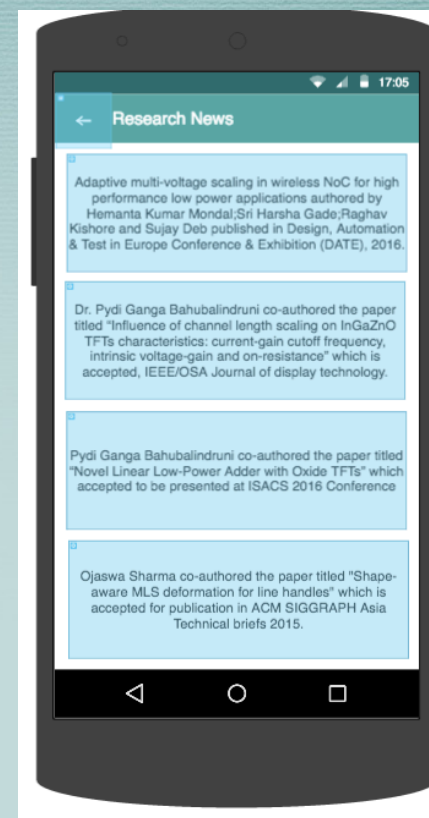 17:05
Research News
Adaptive multi-voltage scaling in wireless NoC for high
performance low power applications authored by
Hemanta Kumar Mondal;Sri Harsha Gade;Raghav
Kishore and Sujay Deb published in Design, Automation
& Test in Europe Conference & Exhibition (DATE), 2016.
Dr. Pydi Ganga Bahubalindruni co-authored the paper
titled “Influence of channel length scaling on InGaZnO
TFTs characteristics: current-gain cutoff frequency,
intrinsic voltage-gain and on-resistance” which is
accepted, IEEE/OSA Journal of display technology.
Pydi Ganga Bahubalindruni co-authored the paper titled
“Novel Linear Low-Power Adder with Oxide TFTs” which
accepted to be presented at ISACS 2016 Conference
Ojaswa Sharma co-authored the paper titled "Shape-
aware MLS deformation for line handles" which is
accepted for publication in ACM SIGGRAPH Asia
Technical briefs 2015.